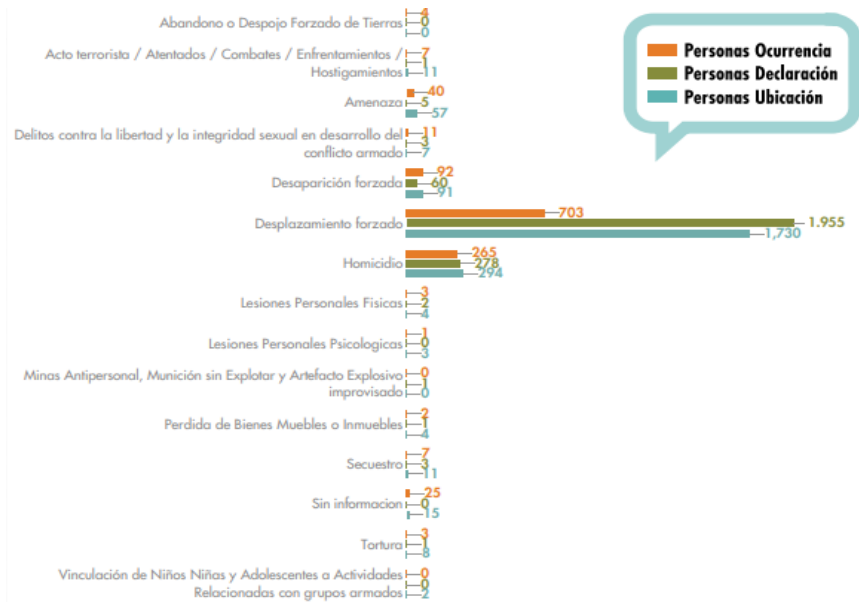 Abandono o Despojo Forzado de Tierras
4
0
0
Acto terrorista / Atentados / Combates / Enfrentamientos /
Hostigamientos
7
1
11
Amenaza
40
5
57
Delitos contra la libertad y la integridad sexual en desarrollo del
conflicto armado
11
3
7
Desaparición forzada
92
60
91
Desplazamiento forzado
703
1.955
1,730
Homicidio
265
278
294
Lesiones Personales Fisicas
3
2
4
Lesiones Personales Psicologicas
1
0
3
Minas Antipersonal, Munición sin Explotar y Artefacto Explosivo
improvisado
0
1
0
Perdida de Bienes Muebles o Inmuebles
2
1
4
Secuestro
7
3
11
Sin informacion
25
0
15
Tortura
3
1
8
Vinculación de Niños Niñas y Adolescentes a Actividades
Relacionadas con grupos armados
0
0
2
Personas Ocurrencia
Personas Declaración
Personas Ubicación